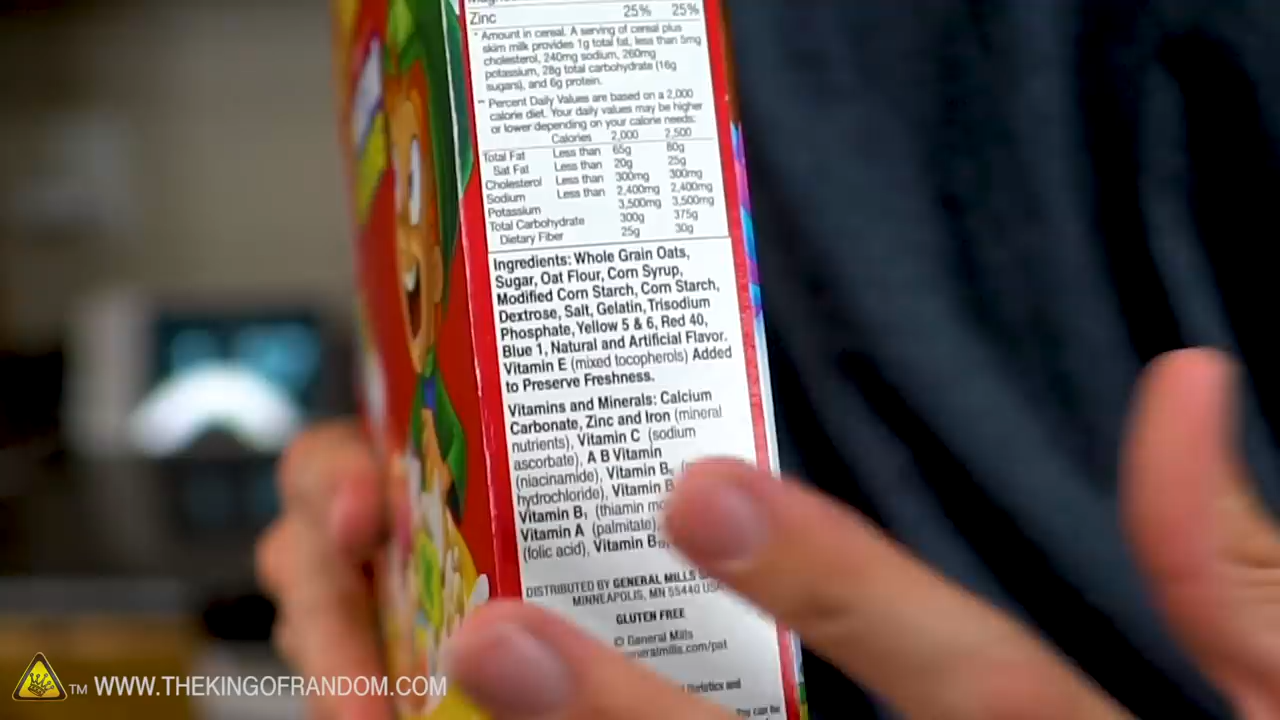 Zinc 25% 25%
* Amount in cereal. A serving of cereal plus
skim milk provides 1g total fat, less than 5mg
cholesterol, 240mg sodium, 260mg
potassium, 28g total carbohydrate (16g
sugars), and 6g protein.
** Percent Daily Values are based on a 2,000
calorie diet. Your daily values may be higher
or lower depending on your calorie needs:
Calories 2,000 2,500
Total Fat Less than 65g 80g
Sat Fat Less than 20g 25g
Cholesterol Less than 300mg 300mg
Sodium Less than 2,400mg 2,400mg
Potassium 3,500mg 3,500mg
Total Carbohydrate 300g 375g
Dietary Fiber 25g 30g
Ingredients: Whole Grain Oats,
Sugar, Oat Flour, Corn Syrup,
Modified Corn Starch, Corn Starch,
Dextrose, Salt, Gelatin, Trisodium
Phosphate, Yellow 5 & 6, Red 40,
Blue 1, Natural and Artificial Flavor.
Vitamin E (mixed tocopherols) Added
to Preserve Freshness.
Vitamins and Minerals: Calcium
Carbonate, Zinc and Iron (mineral
nutrients), Vitamin C (sodium
ascorbate), A B Vitamin
(niacinamide), Vitamin B₆
hydrochloride), Vitamin
Vitamin B₁ (thiamin
Vitamin A (palmitate),
(folic acid), Vitamin
DISTRIBUTED BY GENERAL MILLS
MINNEAPOLIS, MN 55440
GLUTEN FREE
© General Mills
WWW.THEKINGOFRANDOM.COM
TM